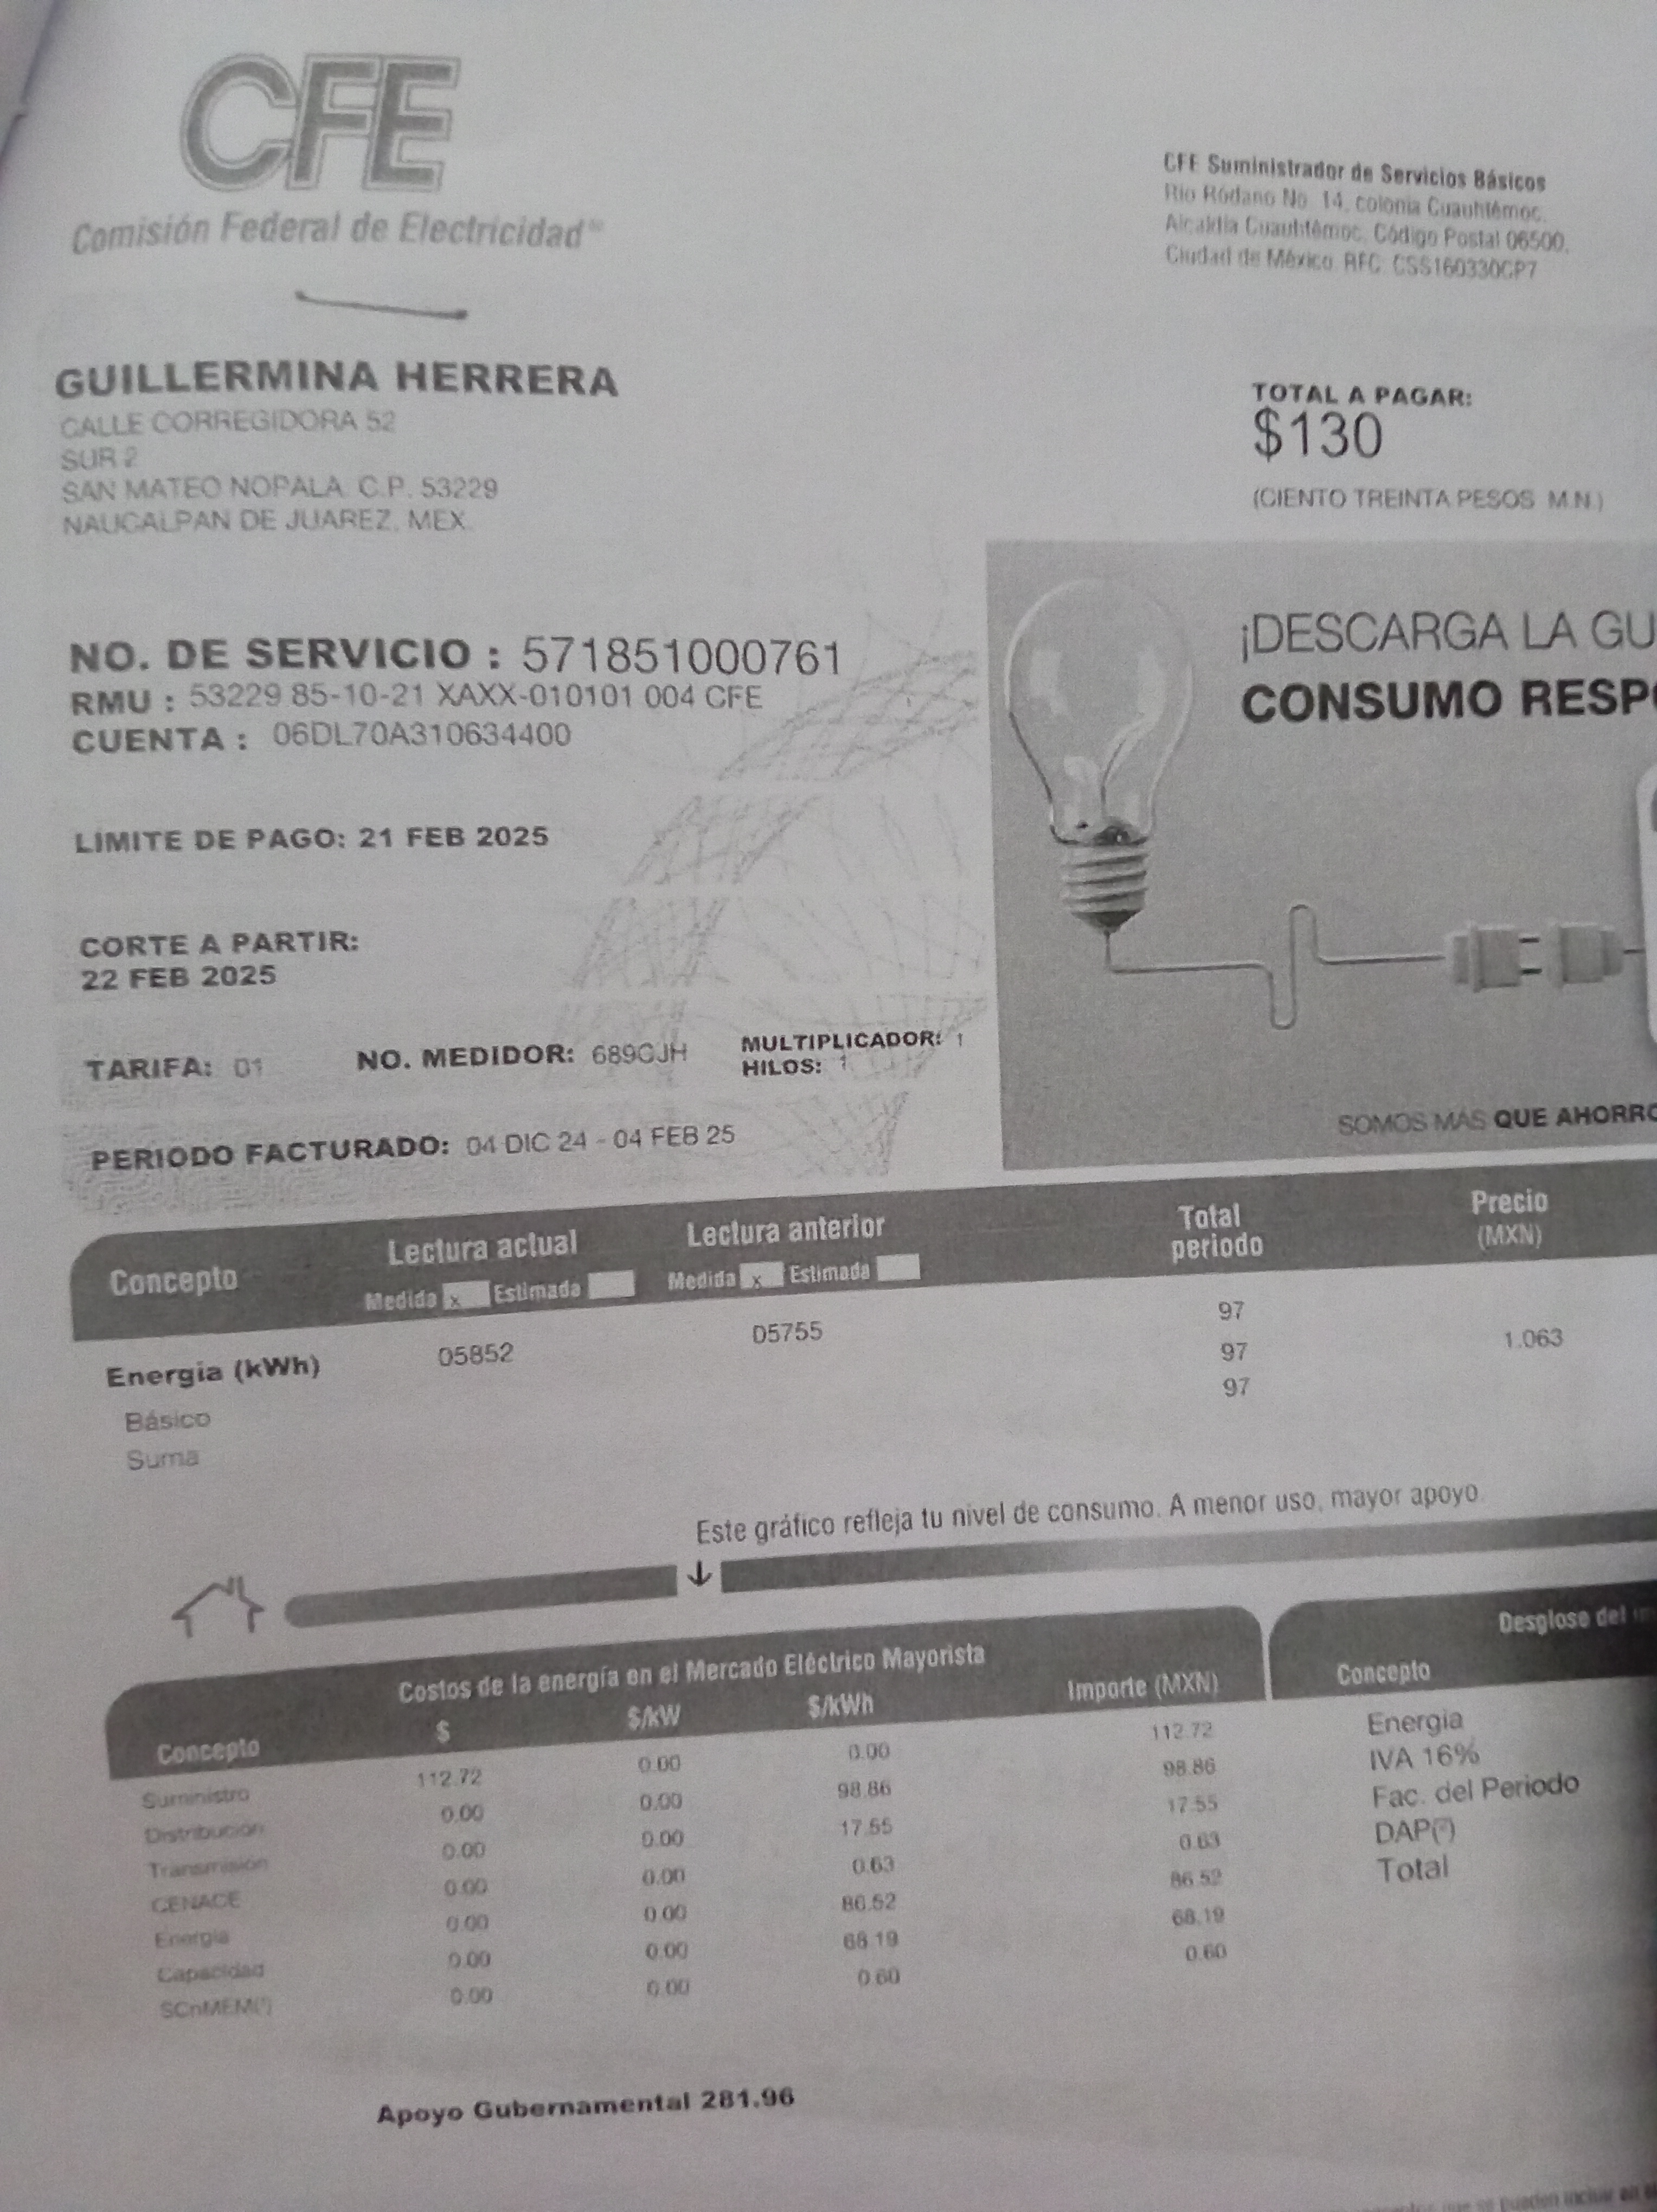 CFE
Comisión Federal de Electricidad
CFE Suministrador de Servicios Básicos
Río Ródano No. 14, colonia Cuauhtémoc,
Alcaldía Cuauhtémoc, Código Postal 06500,
Ciudad de México. RFC: CSS160330CP7
GUILLERMINA HERRERA
CALLE CORREGIDORA 52
SUR 2
SAN MATEO NOPALA C.P. 53229
NAUCALPAN DE JUAREZ, MEX.
TOTAL A PAGAR:
$130
(CIENTO TREINTA PESOS M.N.)
NO. DE SERVICIO : 571851000761
RMU : 53229 85-10-21 XAXX-010101 004 CFE
CUENTA : 06DL70A310634400
¡DESCARGA LA GU
CONSUMO RESP
LIMITE DE PAGO: 21 FEB 2025
CORTE A PARTIR:
22 FEB 2025
TARIFA: 01 NO. MEDIDOR: 689CJH MULTIPLICADOR: 1
HILOS: 1
SOMOS MÁS QUE AHORRO
PERIODO FACTURADO: 04 DIC 24 - 04 FEB 25
Concepto Lectura actual Lectura anterior Total periodo Precio (MXN)
Medida x Estimada Medida x Estimada
Energía (kWh) 05852 05755 97
Básico 97 1.063
Suma 97
Este gráfico refleja tu nivel de consumo. A menor uso, mayor apoyo.
Costos de la energía en el Mercado Eléctrico Mayorista
Concepto $ $/kW $/kWh Importe (MXN)
Suministro 112.72 0.00 0.00 112.72
Distribución 0.00 0.00 98.86 98.86
Transmisión 0.00 0.00 17.55 17.55
CENACE 0.00 0.00 0.63 0.63
Energía 0.00 0.00 86.52 86.52
Capacidad 0.00 0.00 68.19 68.19
SCnMEM(*) 0.00 0.00 0.60 0.60
Desglose del
Concepto
Energía
IVA 16%
Fac. del Periodo
DAP(*)
Total
Apoyo Gubernamental 281.96
que se pueden incluir en